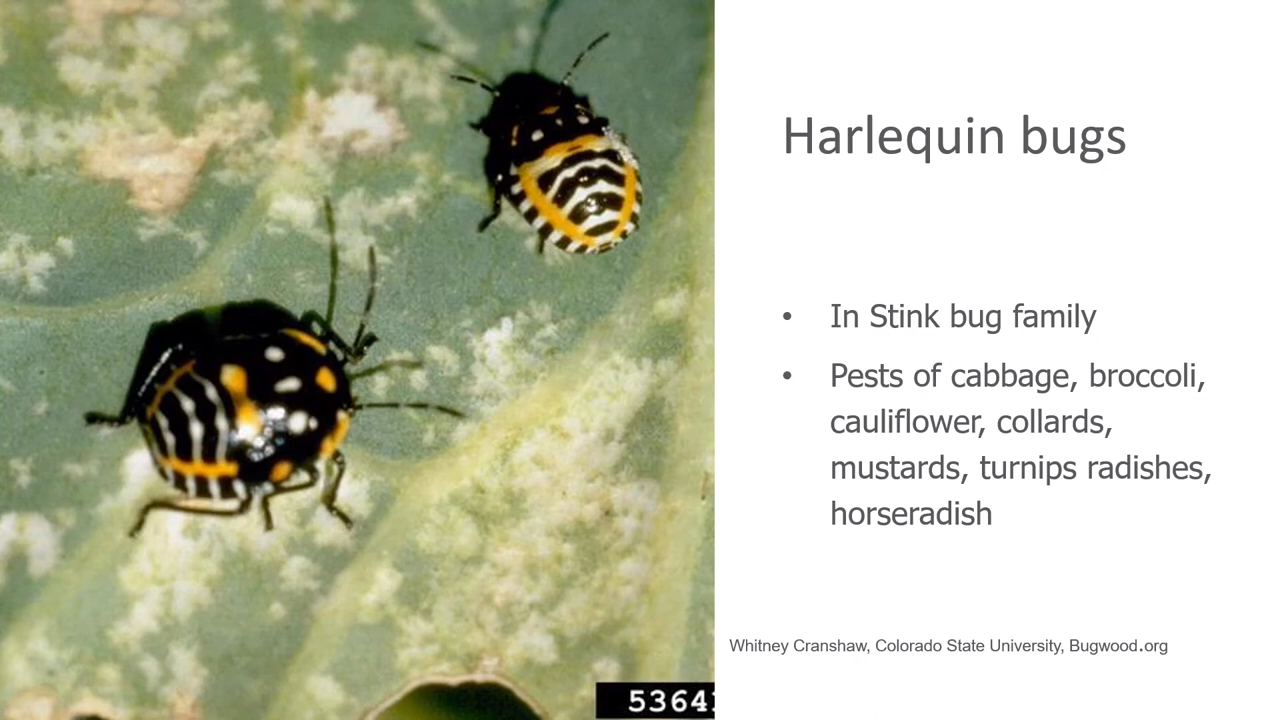 Harlequin bugs
• In Stink bug family
• Pests of cabbage, broccoli,
cauliflower, collards,
mustards, turnips radishes,
horseradish
Whitney Cranshaw, Colorado State University, Bugwood.org
5364